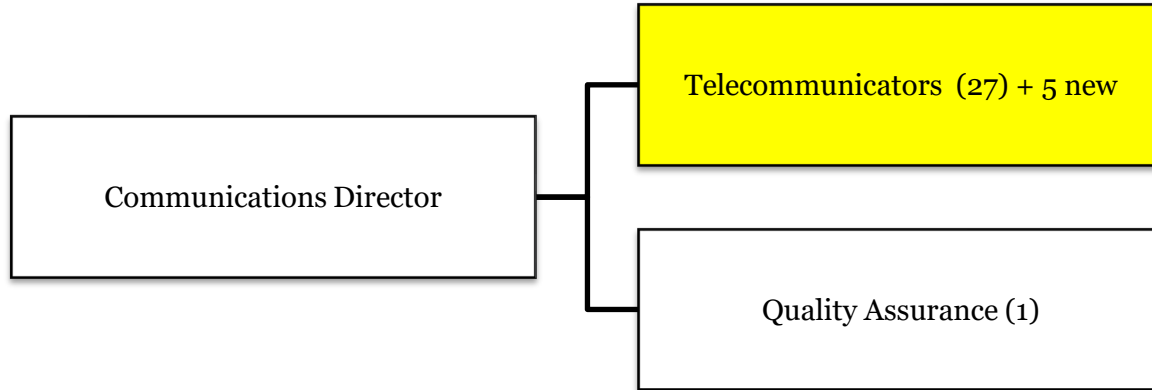 Telecommunicators (27) + 5 new
Communications Director
Quality Assurance (1)